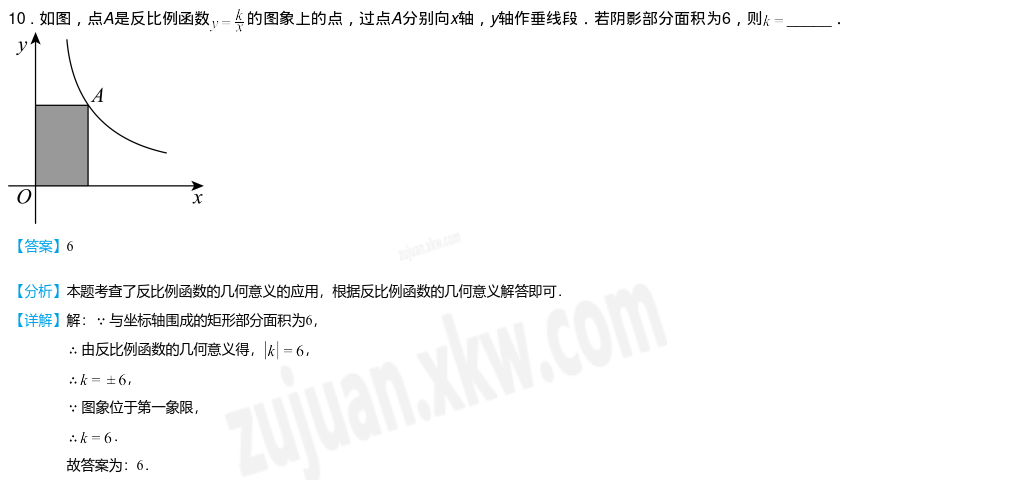 10．如图，点A是反比例函数y=k/x的图象上的点，过点A分别向x轴，y轴作垂线段．若阴影部分面积为6，则k=______．
y
A
O
x
【答案】6
【分析】本题考查了反比例函数的几何意义的应用，根据反比例函数的几何意义解答即可．
【详解】解：∵与坐标轴围成的矩形部分面积为6，
∴由反比例函数的几何意义得，|k|=6，
∴k=±6，
∵图象位于第一象限，
∴k=6．
故答案为：6．
zujuan.xkw.com
zujuan.xkw.com